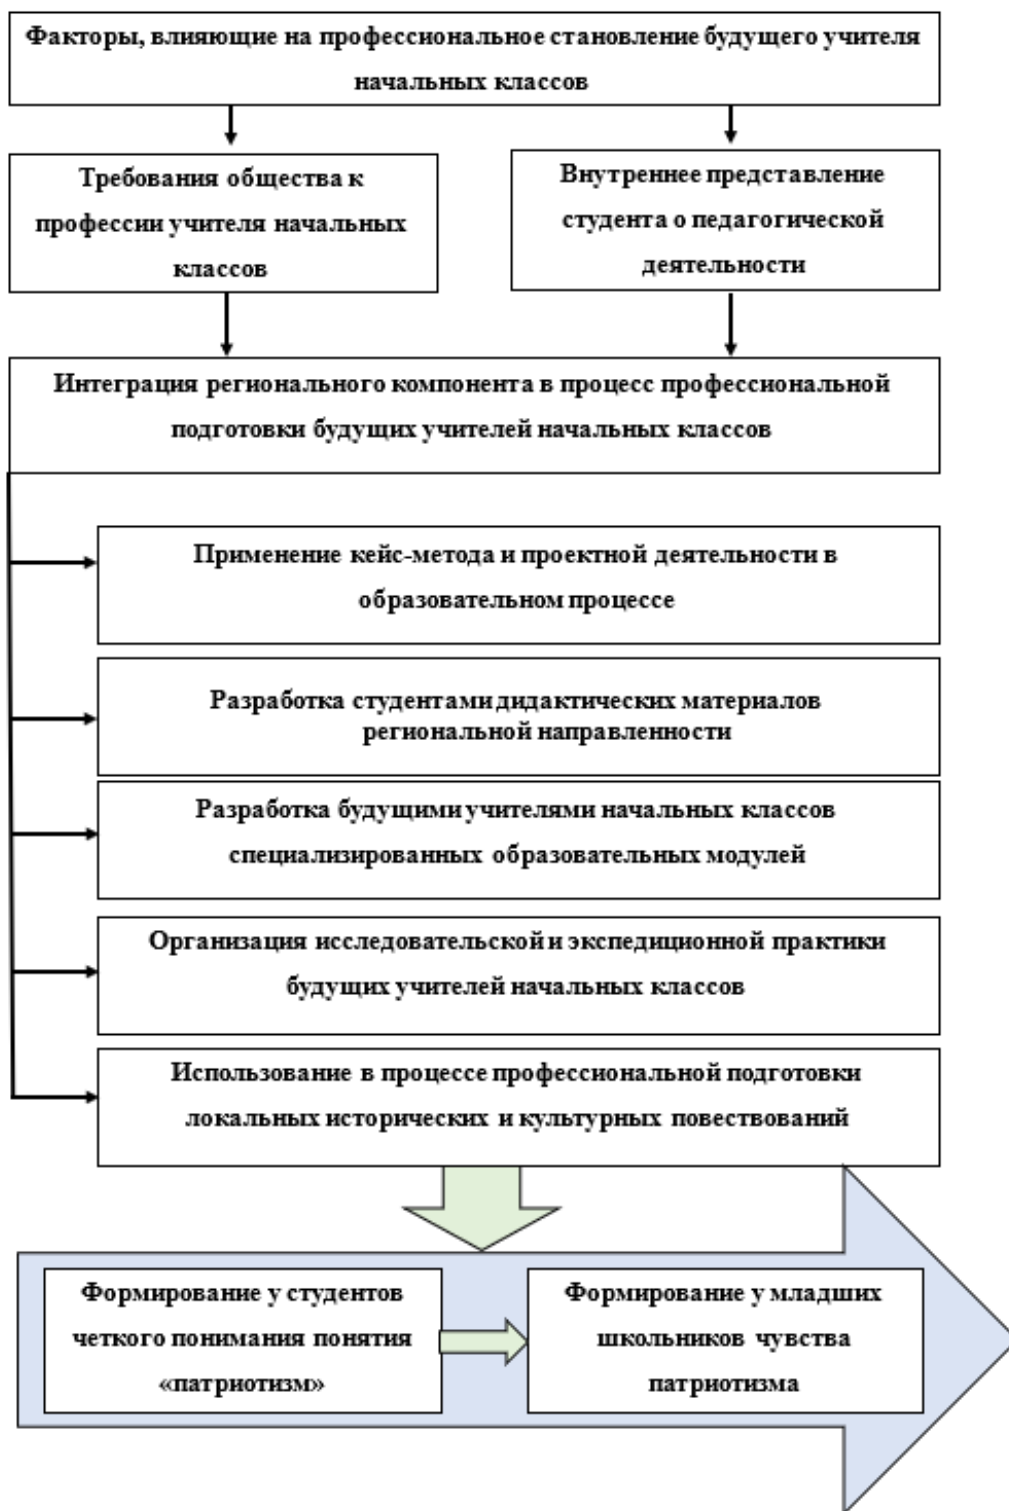 Факторы, влияющие на профессиональное становление будущего учителя
начальных классов
Требования общества к
профессии учителя начальных
классов
Внутреннее представление
студента о педагогической
деятельности
Интеграция регионального компонента в процесс профессиональной
подготовки будущих учителей начальных классов
Применение кейс-метода и проектной деятельности в
образовательном процессе
Разработка студентами дидактических материалов
региональной направленности
Разработка будущими учителями начальных классов
специализированных образовательных модулей
Организация исследовательской и экспедиционной практики
будущих учителей начальных классов
Использование в процессе профессиональной подготовки
локальных исторических и культурных повествований
Формирование у студентов
четкого понимания понятия
«патриотизм»
Формирование у младших
школьников чувства
патриотизма